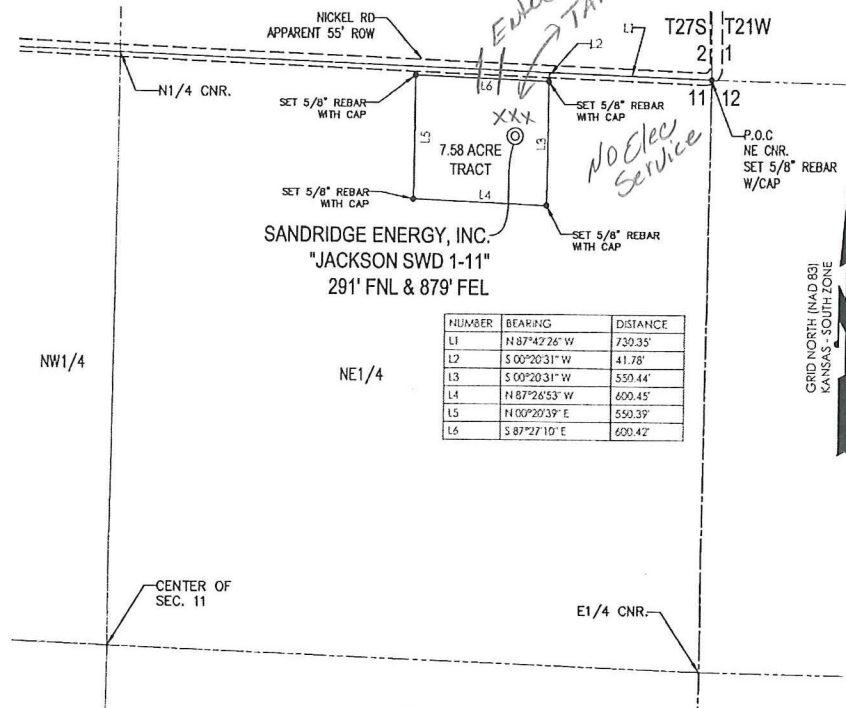 NICKEL RD
APPARENT 55' ROW
L1
T27S T21W
2 1
L2
N1/4 CNR.
SET 5/8" REBAR
WITH CAP
L6
SET 5/8" REBAR
WITH CAP
11 12
XXX
L5
7.58 ACRE
TRACT
L3
No Elec
Service
P.O.C
NE CNR.
SET 5/8" REBAR
W/CAP
SET 5/8" REBAR
WITH CAP
L4
SET 5/8" REBAR
WITH CAP
SANDRIDGE ENERGY, INC.
"JACKSON SWD 1-11"
291' FNL & 879' FEL
GRID NORTH (NAD 83)
KANSAS - SOUTH ZONE
NUMBER BEARING DISTANCE
L1 N 87°42'26" W 730.35'
L2 S 00°20'31" W 41.78'
L3 S 00°20'31" W 550.44'
L4 N 87°26'53" W 600.45'
L5 N 00°20'39" E 550.39'
L6 S 87°27'10" E 600.42'
NW1/4
NE1/4
CENTER OF
SEC. 11
E1/4 CNR.